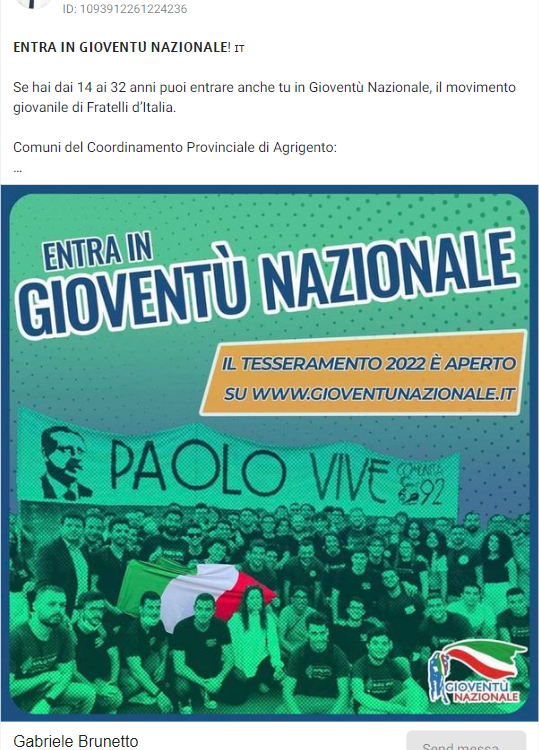 ID: 1093912261224236
ENTRA IN GIOVENTÙ NAZIONALE! IT
Se hai dai 14 ai 32 anni puoi entrare anche tu in Gioventù Nazionale, il movimento
giovanile di Fratelli d'Italia.
Comuni del Coordinamento Provinciale di Agrigento:
...
ENTRA IN
GIOVENTÙ NAZIONALE
IL TESSERAMENTO 2022 È APERTO
SU WWW.GIOVENTUNAZIONALE.IT
PAOLO VIVE
COMUNITÀ
92
GIOVENTÙ
NAZIONALE
Gabriele Brunetto
Send messa